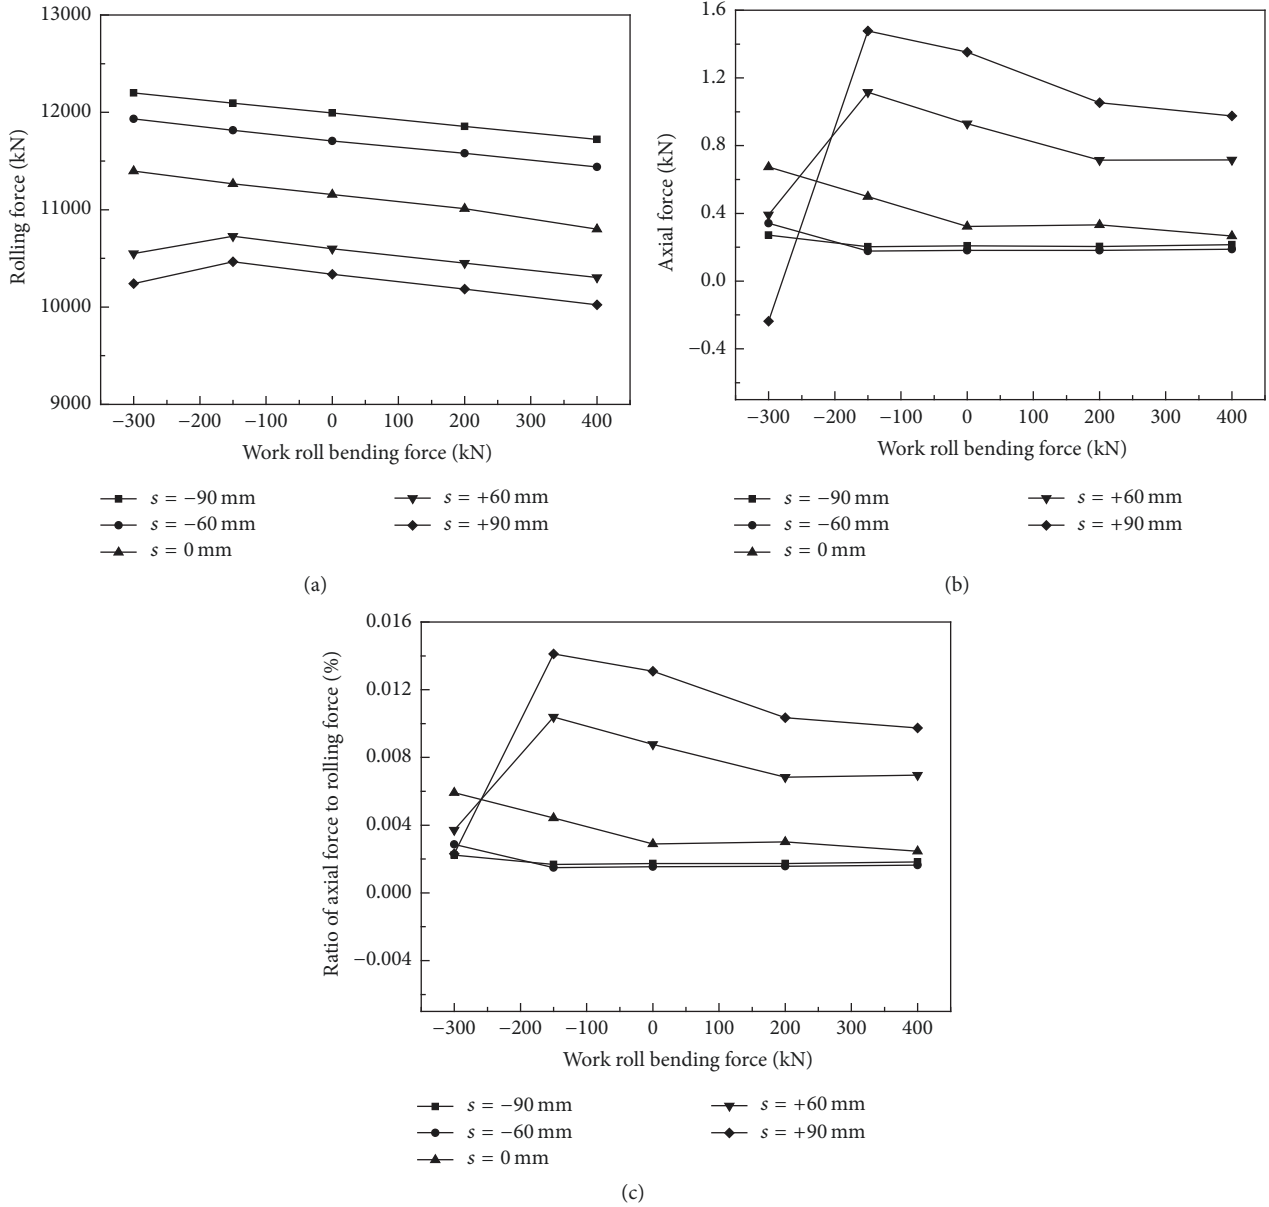 13000
12000
11000
10000
9000
Rolling force (kN)
−300 −200 −100 0 100 200 300 400
Work roll bending force (kN)
s = −90 mm
s = −60 mm
s = 0 mm
s = +60 mm
s = +90 mm
(a)
1.6
1.2
0.8
0.4
0.0
−0.4
Axial force (kN)
−300 −200 −100 0 100 200 300 400
Work roll bending force (kN)
s = −90 mm
s = −60 mm
s = 0 mm
s = +60 mm
s = +90 mm
(b)
0.016
0.012
0.008
0.004
0.000
−0.004
Ratio of axial force to rolling force (%)
−300 −200 −100 0 100 200 300 400
Work roll bending force (kN)
s = −90 mm
s = −60 mm
s = 0 mm
s = +60 mm
s = +90 mm
(c)